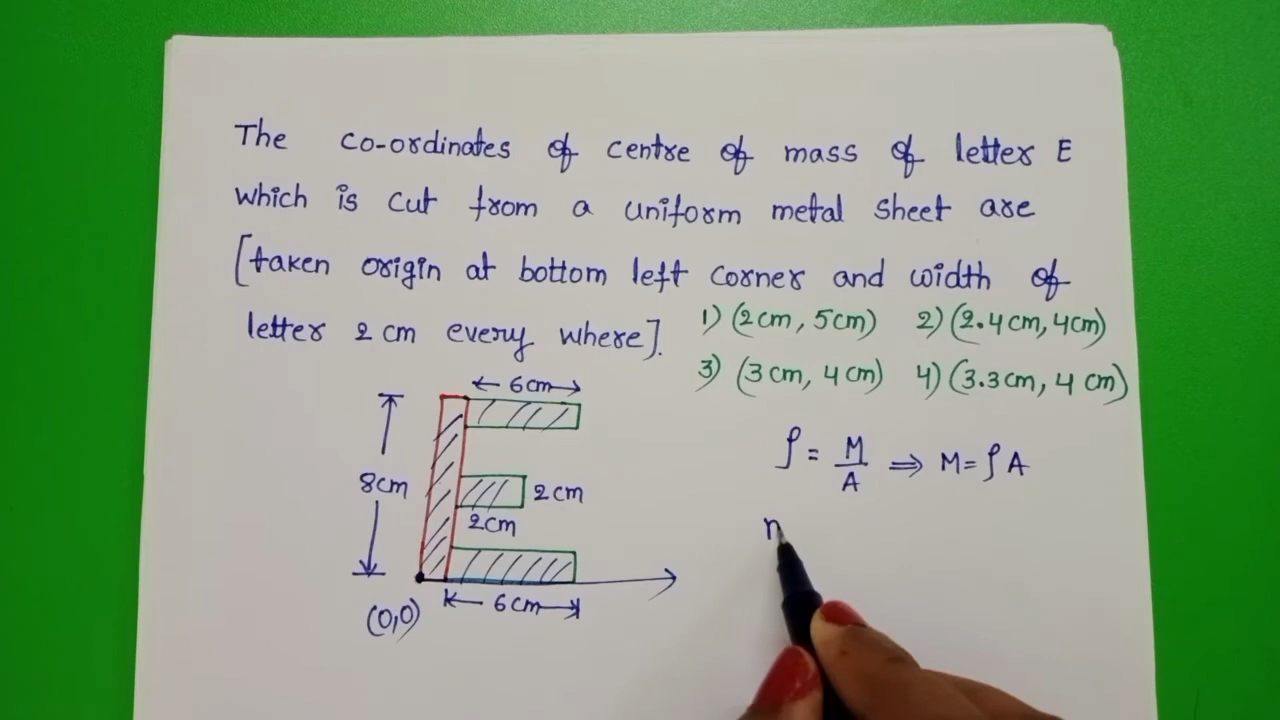 The co-ordinates of centre of mass of letter E
which is cut from a uniform metal sheet are
[taken origin at bottom left corner and width of
letter 2 cm every where].
1) (2cm, 5cm) 2) (2.4cm, 4cm)
3) (3cm, 4cm) 4) (3.3cm, 4 cm)
6cm
8cm
2cm
2cm
(0,0)
6cm
ρ = M/A ⇒ M = ρ A